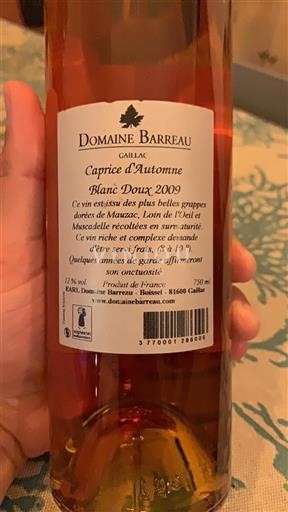 DOMAINE BARREAU
GAILLAC
Caprice d'Automne
Blanc Doux 2009
Ce vin est issu des plus belles grappes
dorées de Mauzac, Loin de l'Oeil et
Muscadelle récoltées en surmaturité.
Ce vin riche et complexe demande
d'être servi frais, (8 à 9°).
Quelques années de garde affirmeront
son onctuosité
12 % vol. Produit de France 750 ml
EARL Domaine Barreau - Boissel - 81600 Gaillac
www.domainebarreau.com
3 770001 286006